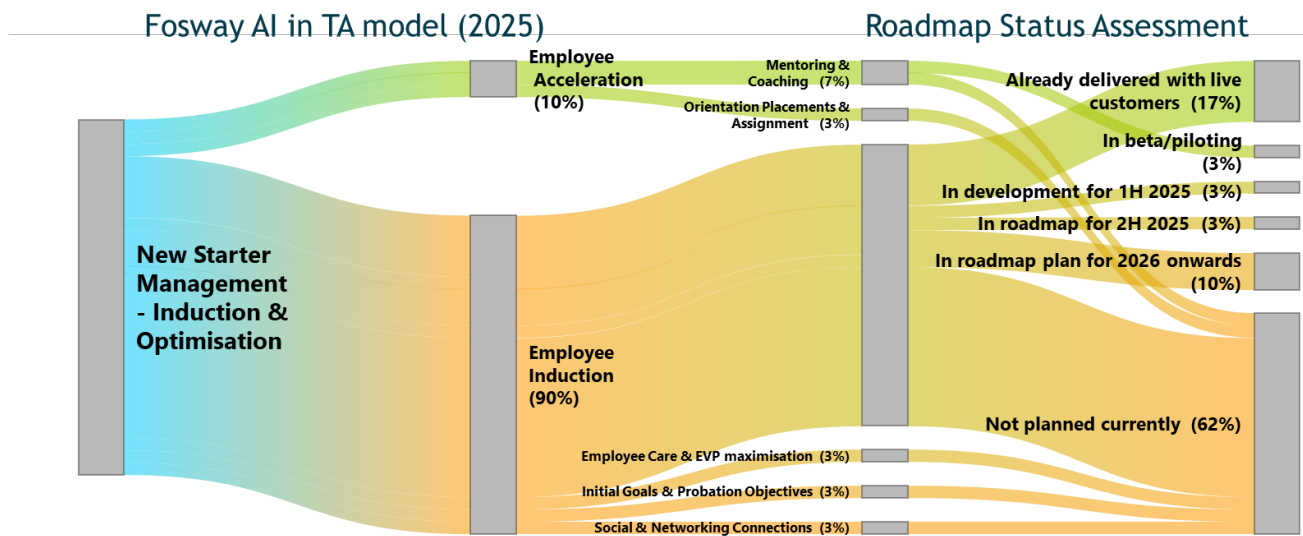 Fosway AI in TA model (2025)
Roadmap Status Assessment
New Starter
Management
- Induction &
Optimisation
Employee
Acceleration
(10%)
Employee
Induction
(90%)
Mentoring &
Coaching (7%)
Orientation Placements &
Assignment (3%)
Employee Care & EVP maximisation (3%)
Initial Goals & Probation Objectives (3%)
Social & Networking Connections (3%)
Already delivered with live
customers (17%)
In beta/piloting
(3%)
In development for 1H 2025 (3%)
In roadmap for 2H 2025 (3%)
In roadmap plan for 2026 onwards
(10%)
Not planned currently (62%)